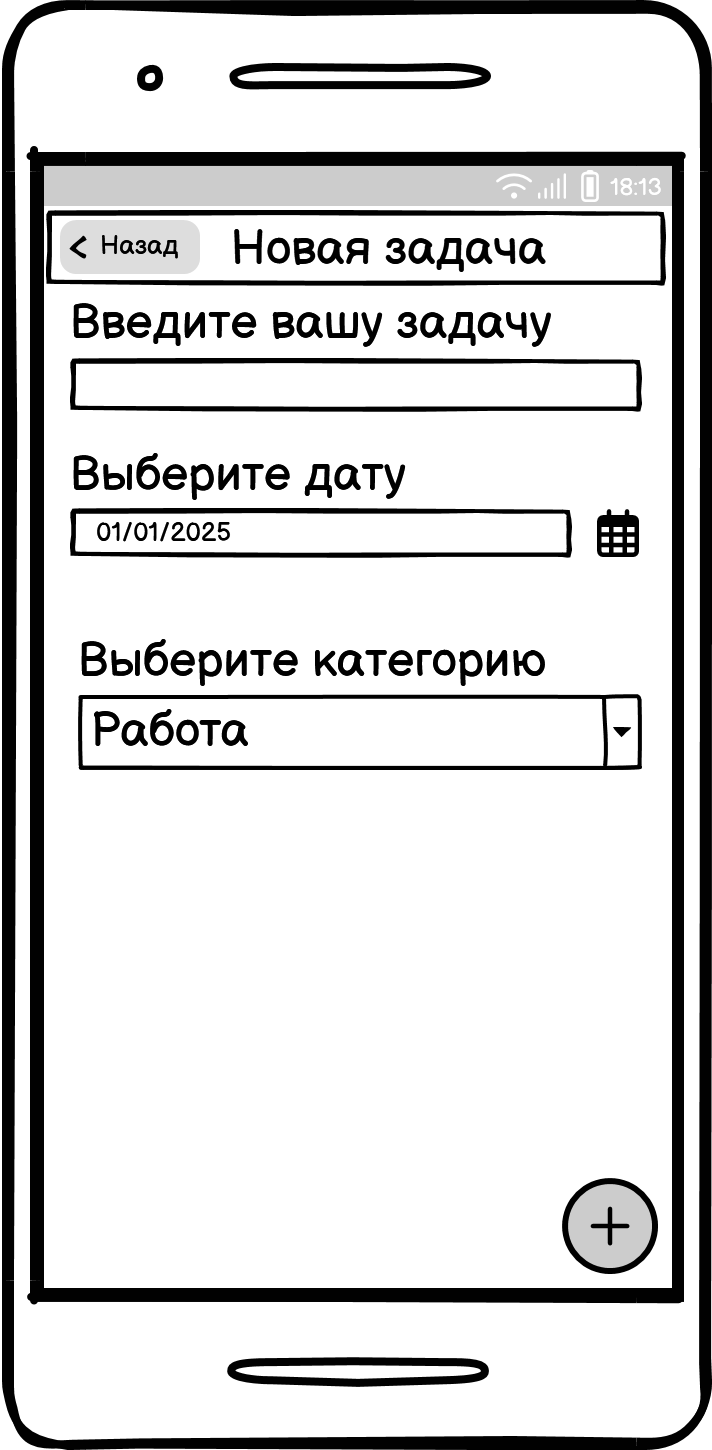 18:13
Назад
Новая задача
Введите вашу задачу
Выберите дату
01/01/2025
Выберите категорию
Работа